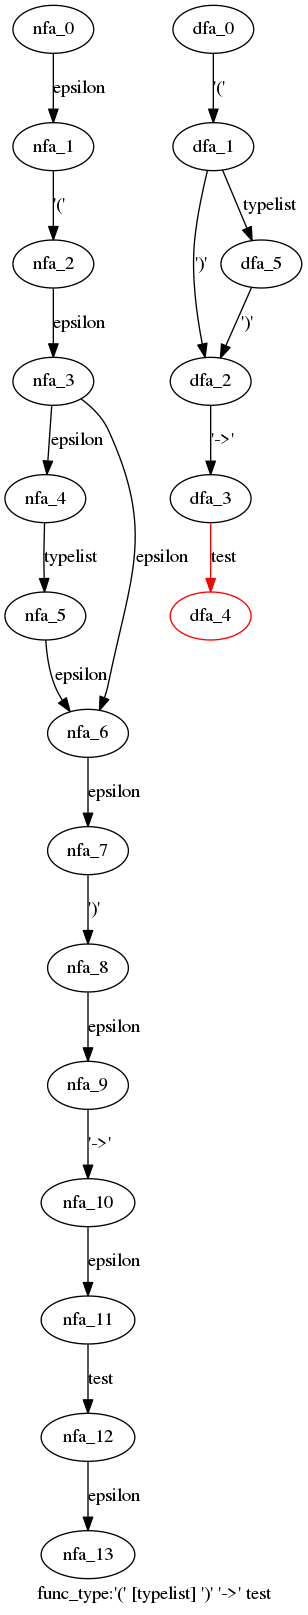 nfa_0
dfa_0
epsilon
'('
nfa_1
dfa_1
'('
typelist
nfa_2
dfa_5
epsilon
')'
')'
nfa_3
dfa_2
epsilon
'->'
nfa_4
dfa_3
typelist
epsilon
test
nfa_5
dfa_4
epsilon
nfa_6
epsilon
nfa_7
')'
nfa_8
epsilon
nfa_9
'->'
nfa_10
epsilon
nfa_11
test
nfa_12
epsilon
nfa_13
func_type:'(' [typelist] ')' '->' test